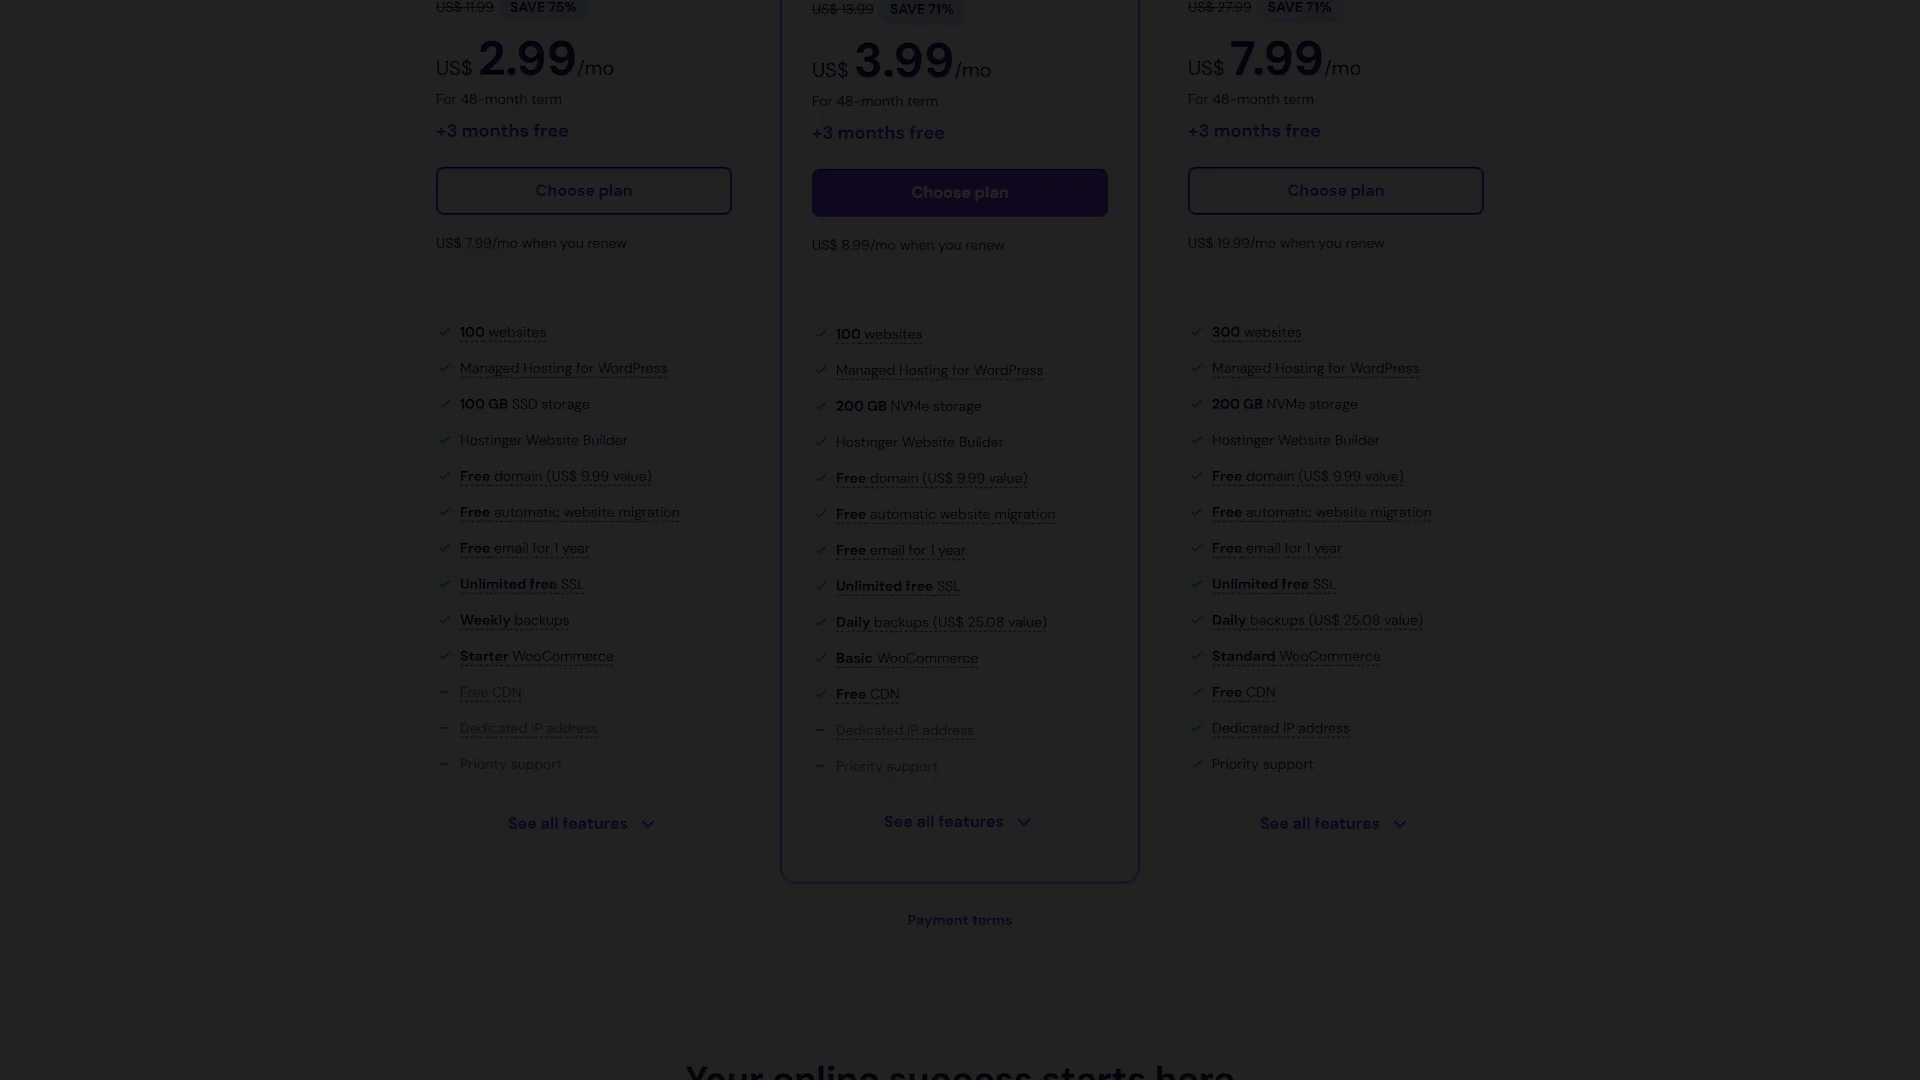 US$ 11.99 SAVE 75%
US$ 2.99/mo
For 48-month term
+3 months free
Choose plan
US$ 7.99/mo when you renew
100 websites
Managed Hosting for WordPress
100 GB SSD storage
Hostinger Website Builder
Free domain (US$ 9.99 value)
Free automatic website migration
Free email for 1 year
Unlimited free SSL
Weekly backups
Starter WooCommerce
Free CDN
Dedicated IP address
Priority support
See all features
US$ 13.99 SAVE 71%
US$ 3.99/mo
For 48-month term
+3 months free
Choose plan
US$ 8.99/mo when you renew
100 websites
Managed Hosting for WordPress
200 GB NVMe storage
Hostinger Website Builder
Free domain (US$ 9.99 value)
Free automatic website migration
Free email for 1 year
Unlimited free SSL
Daily backups (US$ 25.08 value)
Basic WooCommerce
Free CDN
Dedicated IP address
Priority support
See all features
US$ 27.99 SAVE 71%
US$ 7.99/mo
For 48-month term
+3 months free
Choose plan
US$ 19.99/mo when you renew
300 websites
Managed Hosting for WordPress
200 GB NVMe storage
Hostinger Website Builder
Free domain (US$ 9.99 value)
Free automatic website migration
Free email for 1 year
Unlimited free SSL
Daily backups (US$ 25.08 value)
Standard WooCommerce
Free CDN
Dedicated IP address
Priority support
See all features
Payment terms
Your online success starts here